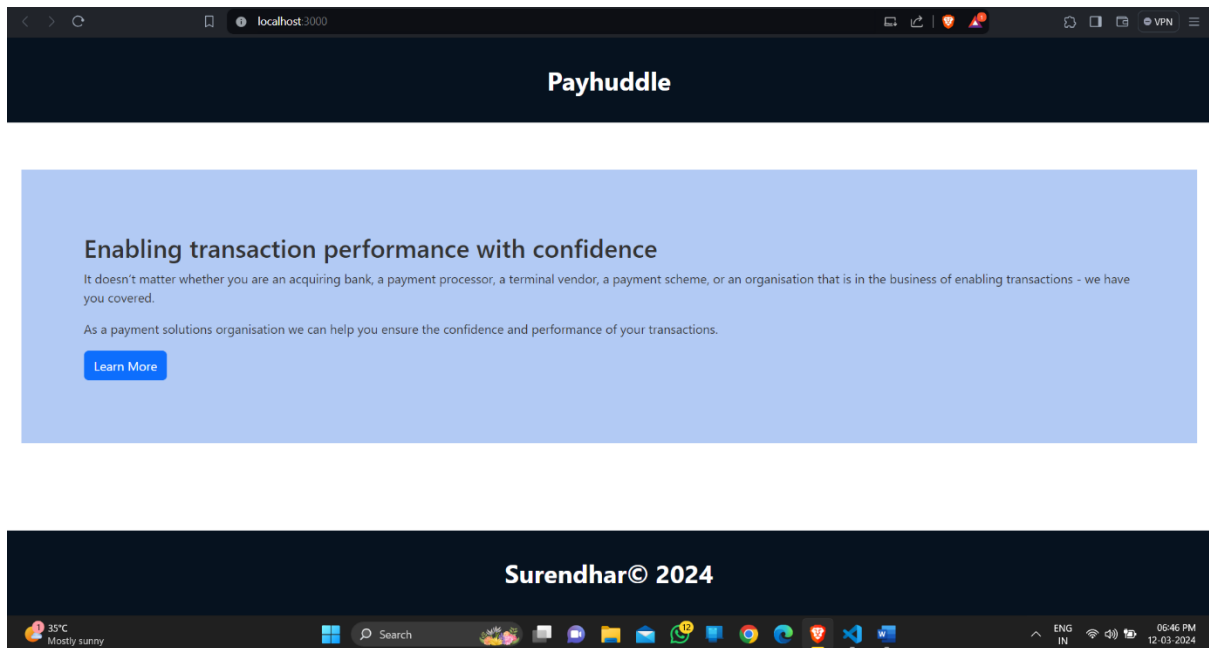 localhost:3000
VPN
Payhuddle
Enabling transaction performance with confidence
It doesn't matter whether you are an acquiring bank, a payment processor, a terminal vendor, a payment scheme, or an organisation that is in the business of enabling transactions - we have
you covered.
As a payment solutions organisation we can help you ensure the confidence and performance of your transactions.
Learn More
Surendhar© 2024
1
35°C
Mostly sunny
Search
12
ENG
IN
06:46 PM
12-03-2024